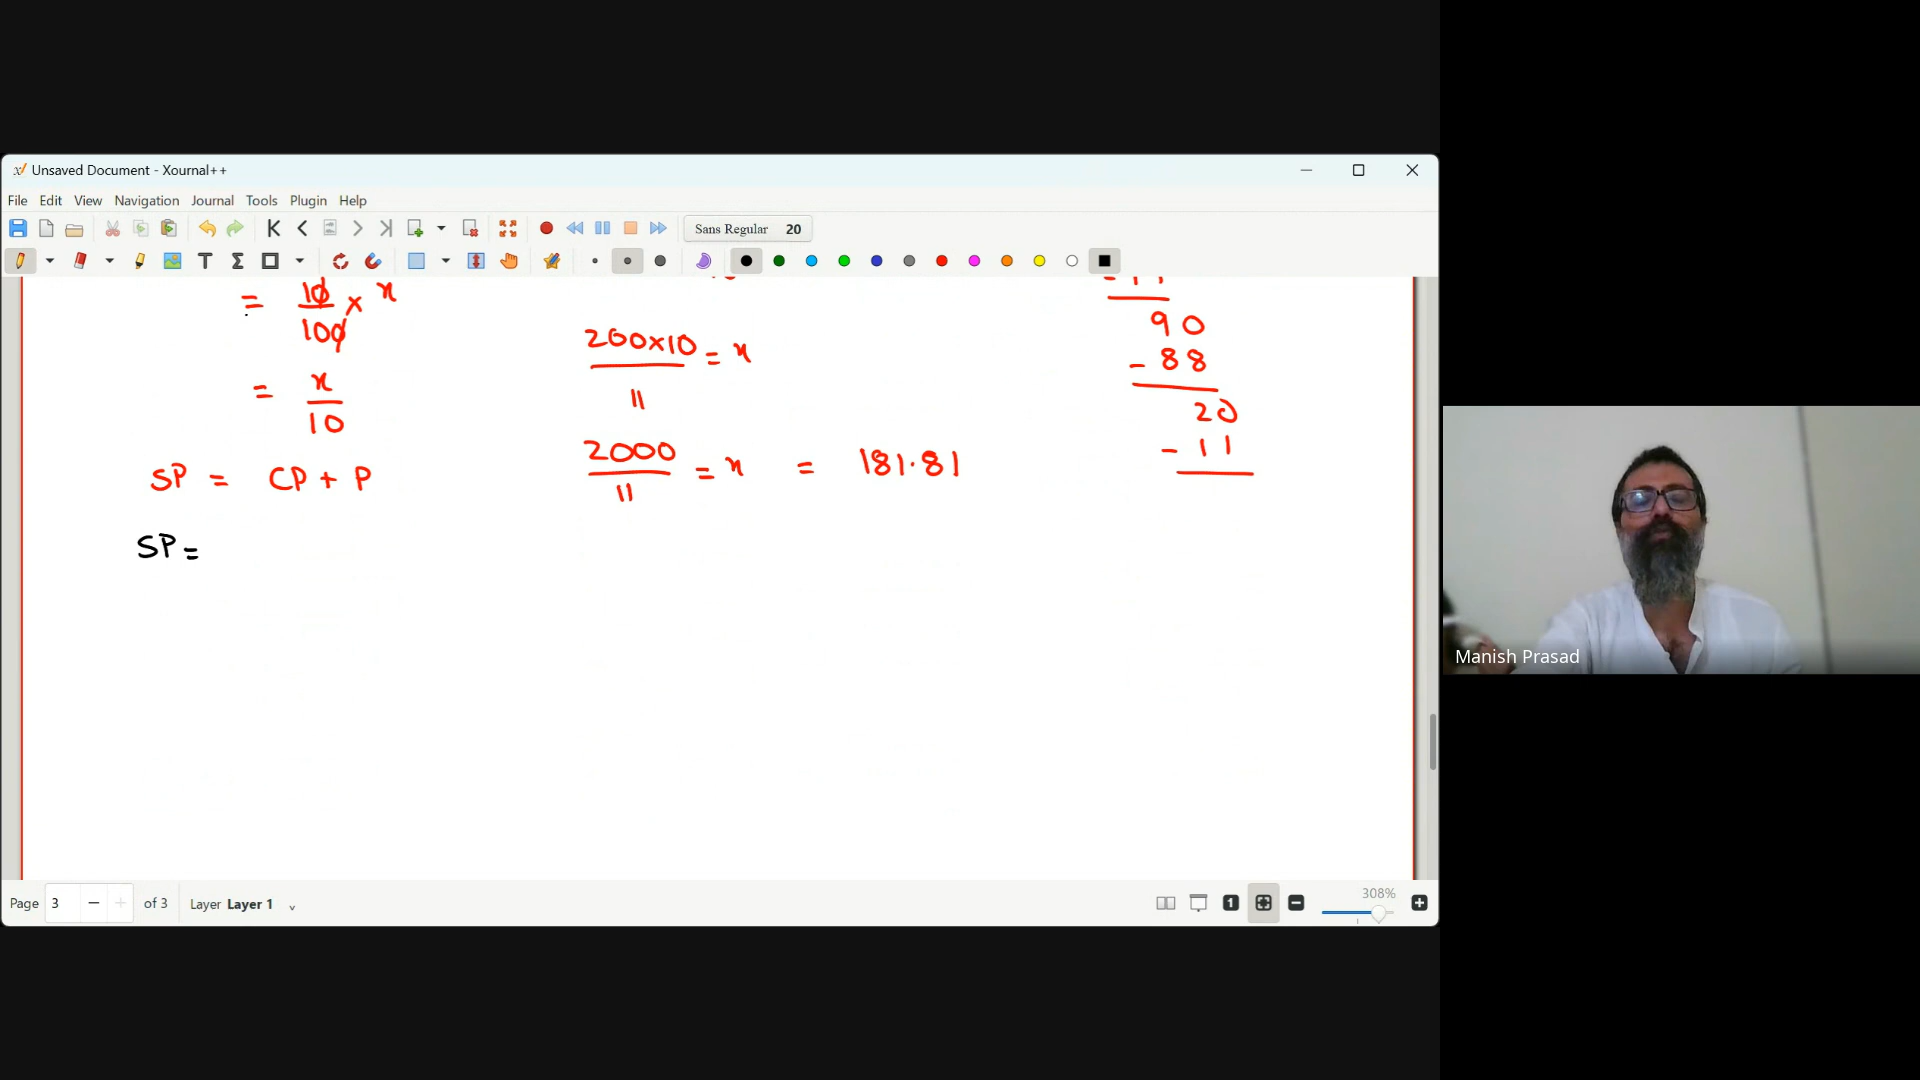 Unsaved Document - Xournal++
File Edit View Navigation Journal Tools Plugin Help
Sans Regular 20
= 10/100 × x
= x/10
SP = CP + P
SP =
200×10/11 = x
2000/11 = x = 181.81
90
- 88
20
- 11
Manish Prasad
Page 3 of 3 Layer Layer 1 308%